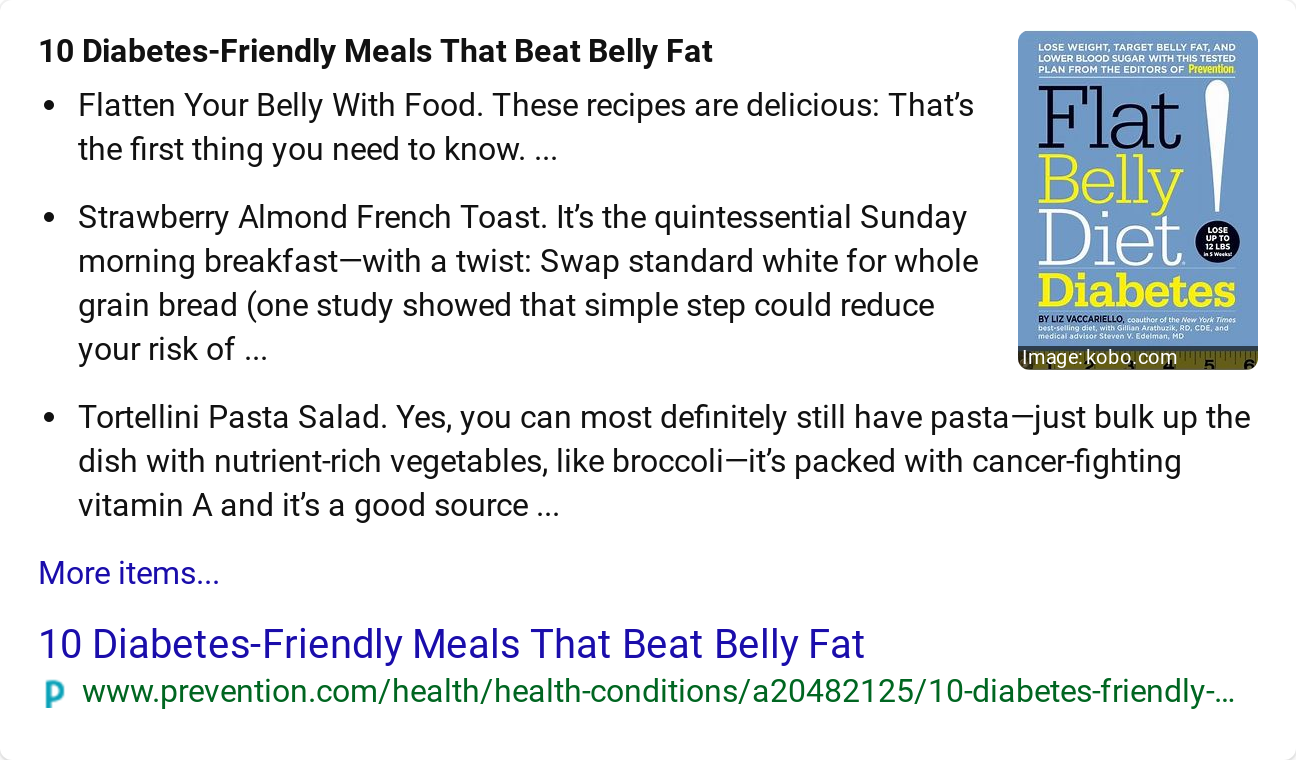 10 Diabetes-Friendly Meals That Beat Belly Fat
• Flatten Your Belly With Food. These recipes are delicious: That’s
the first thing you need to know. ...
• Strawberry Almond French Toast. It’s the quintessential Sunday
morning breakfast—with a twist: Swap standard white for whole
grain bread (one study showed that simple step could reduce
your risk of ...
• Tortellini Pasta Salad. Yes, you can most definitely still have pasta—just bulk up the
dish with nutrient-rich vegetables, like broccoli—it’s packed with cancer-fighting
vitamin A and it’s a good source ...
More items...
10 Diabetes-Friendly Meals That Beat Belly Fat
www.prevention.com/health/health-conditions/a20482125/10-diabetes-friendly-...
LOSE WEIGHT, TARGET BELLY FAT, AND
LOWER BLOOD SUGAR WITH THIS TESTED
PLAN FROM THE EDITORS OF Prevention.
Flat
Belly
Diet!
LOSE
UP TO
12 LBS
in 5 Weeks!
Diabetes
BY LIZ VACCARIELLO, coauthor of the New York Times
best-selling diet, with Gillian Arathuzik, RD, CDE, and
medical advisor Steven V. Edelman, MD
Image: kobo.com